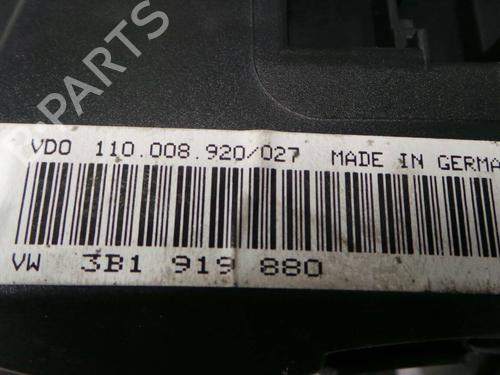 B-PARTS
VDO 110.008.920/027 MADE IN GERMA
VW 3B1 919 880